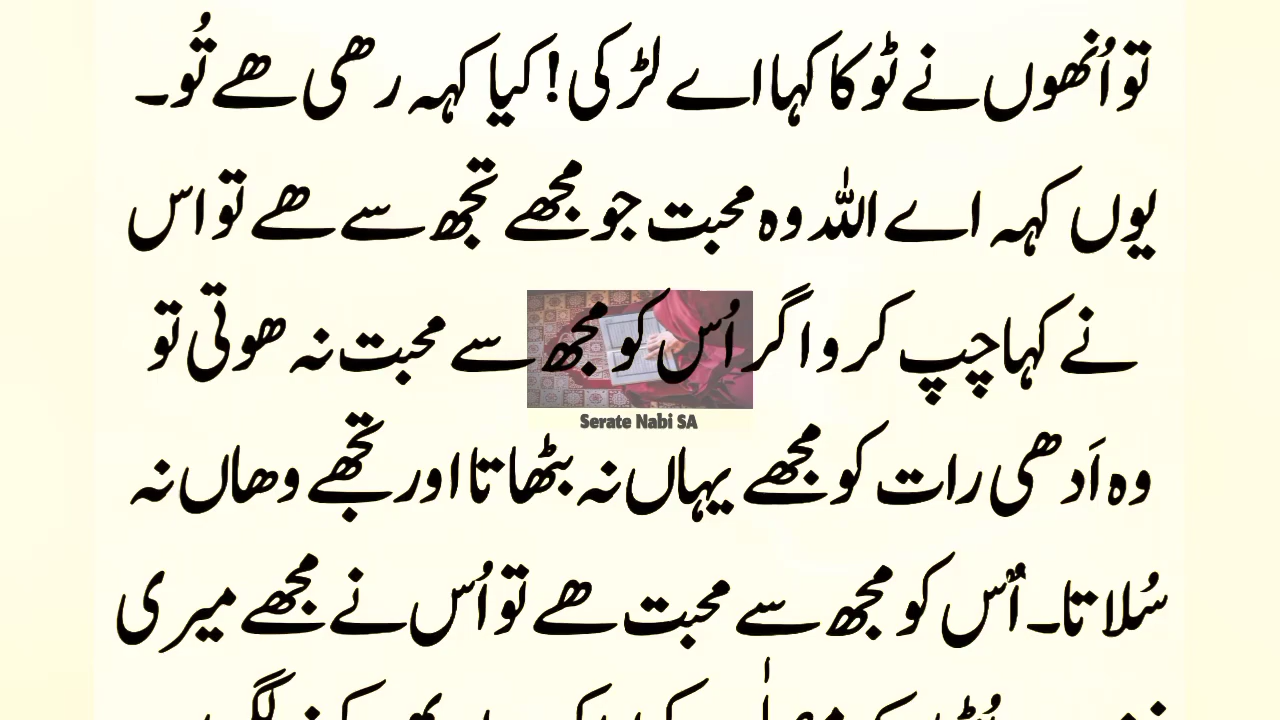 تو اُنھوں نے ٹوکا کہا اے لڑکی! کیا کہہ رھی ھے تُو۔
یوں کہہ اے اللہ وہ محبت جو مجھے تجھ سے ھے تو اس
نے کہا چپ کر و اگر اُس کو مجھ سے محبت نہ ھوتی تو
Serate Nabi SA
وہ اَدھی رات کو مجھے یہاں نہ بٹھاتا اور تجھے وھاں نہ
سُلاتا۔ اُس کو مجھ سے محبت ھے تو اُس نے مجھے میری